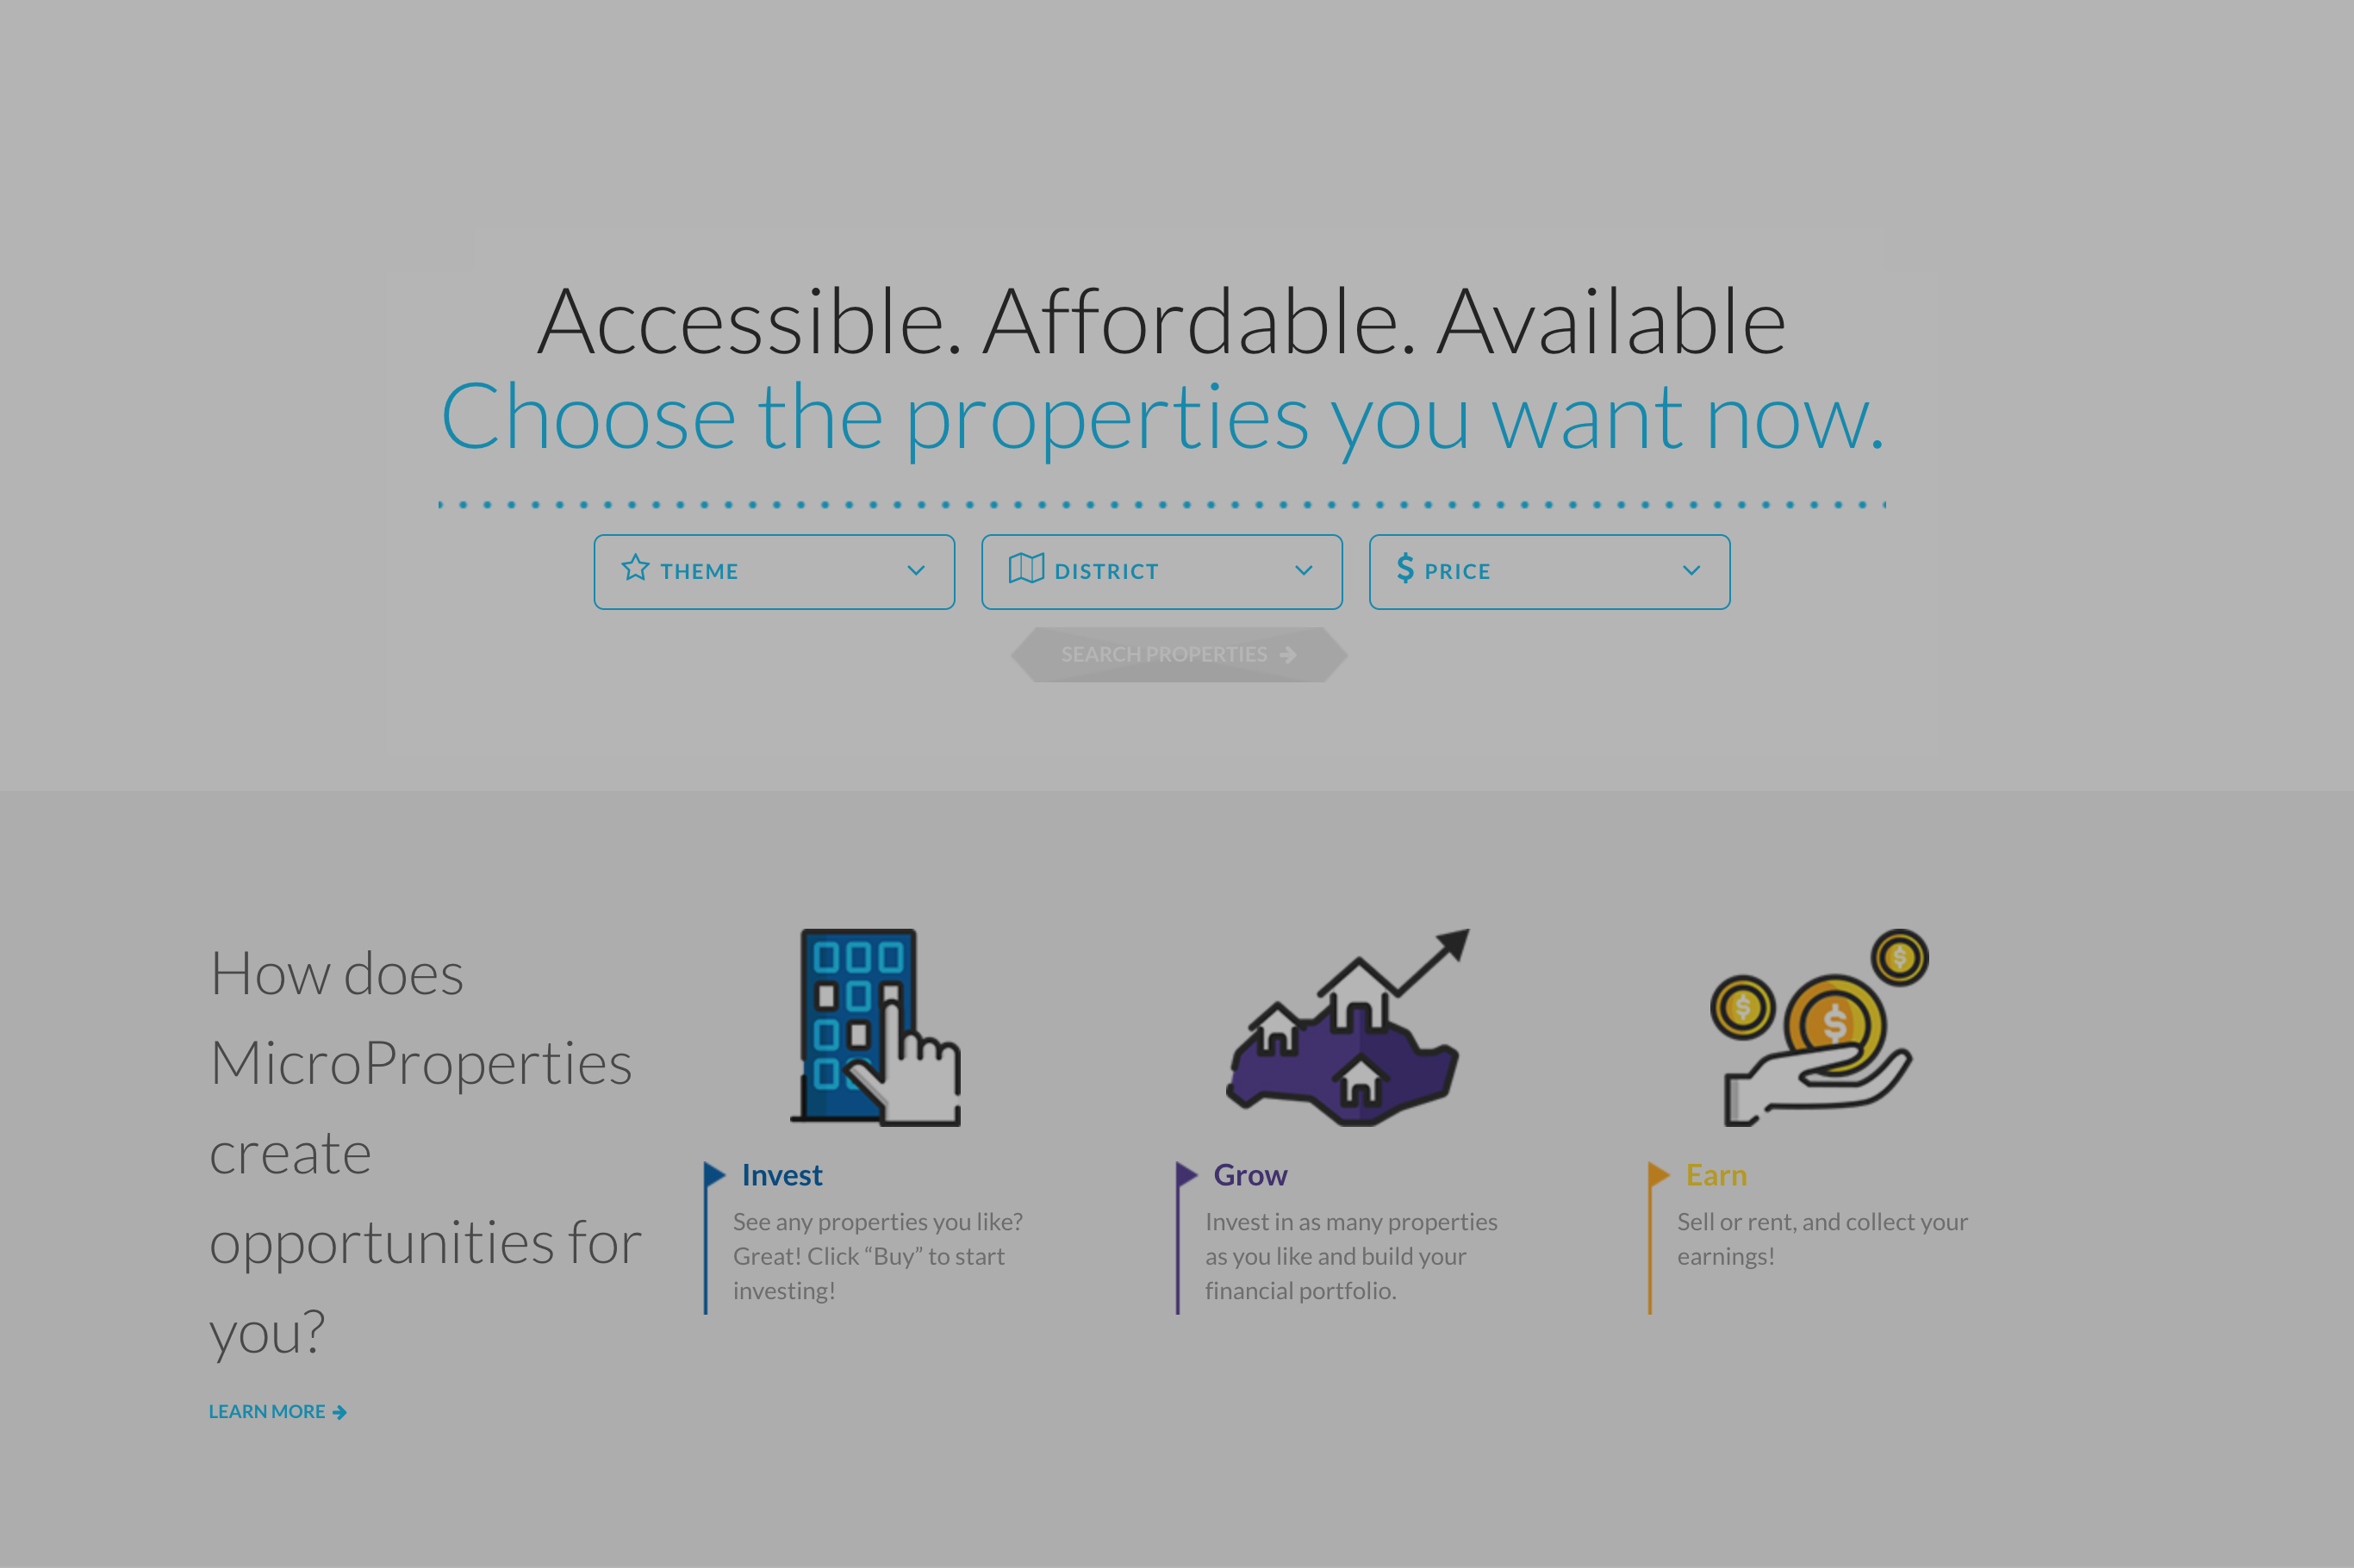 Accessible. Affordable. Available
Choose the properties you want now.
THEME
DISTRICT
$ PRICE
SEARCH PROPERTIES
How does
MicroProperties
create
opportunities for
you?
LEARN MORE
Invest
See any properties you like?
Great! Click “Buy” to start
investing!
Grow
Invest in as many properties
as you like and build your
financial portfolio.
$
$
$
Earn
Sell or rent, and collect your
earnings!